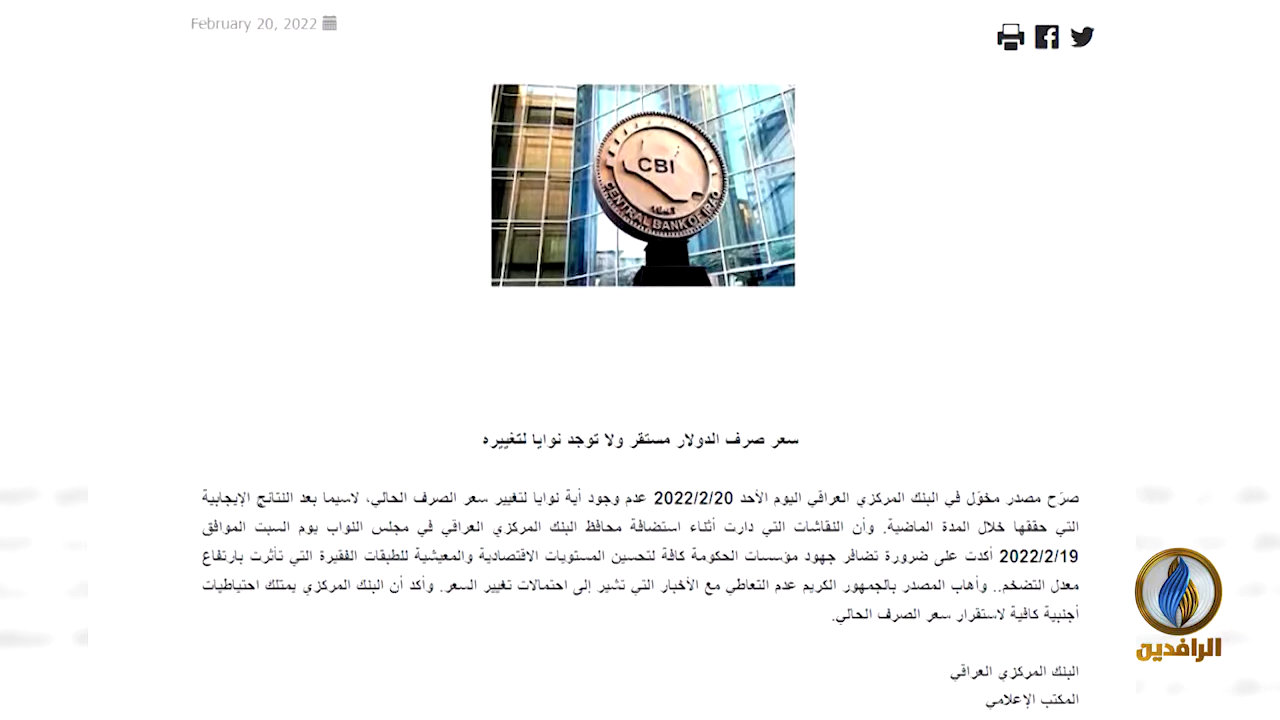 February 20, 2022
CBI
CENTRAL BANK OF IRAQ
سعر صرف الدولار مستقر ولا توجد نوايا لتغييره
صرّح مصدر مخوّل في البنك المركزي العراقي اليوم الأحد 2022/2/20 عدم وجود أية نوايا لتغيير سعر الصرف الحالي، لاسيما بعد النتائج الإيجابية
التي حققها خلال المدة الماضية. وأن النقاشات التي دارت أثناء استضافة محافظ البنك المركزي العراقي في مجلس النواب يوم السبت الموافق
2022/2/19 أكدت على ضرورة تضافر جهود مؤسسات الحكومة كافة لتحسين المستويات الاقتصادية والمعيشية للطبقات الفقيرة التي تأثرت بارتفاع
معدل التضخم.. وأهاب المصدر بالجمهور الكريم عدم التعاطي مع الأخبار التي تشير إلى احتمالات تغيير السعر. وأكد أن البنك المركزي يمتلك احتياطيات
أجنبية كافية لاستقرار سعر الصرف الحالي.
البنك المركزي العراقي
المكتب الإعلامي
الرافدين